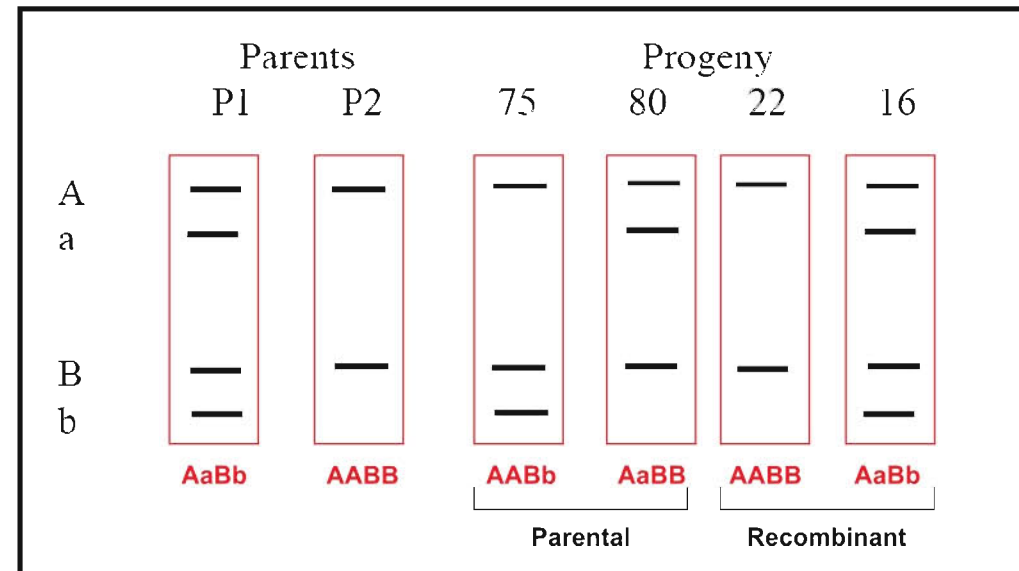 Parents Progeny
P1 P2 75 80 22 16
A
a
B
b
AaBb AABB AABb AaBB AABB AaBb
Parental Recombinant